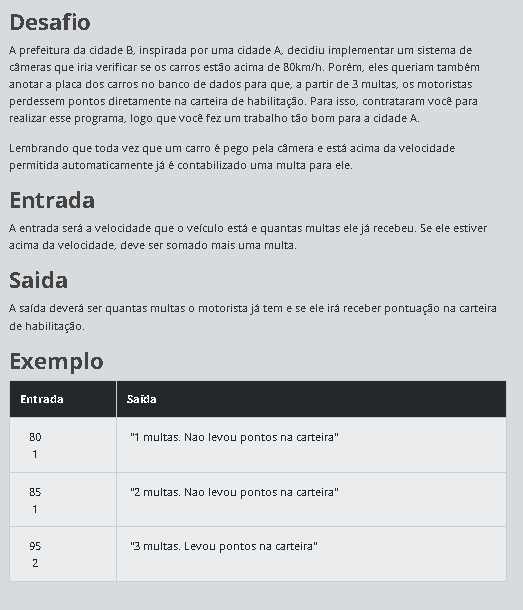 Desafio
A prefeitura da cidade B, inspirada por uma cidade A, decidiu implementar um sistema de
câmeras que iria verificar se os carros estão acima de 80km/h. Porém, eles queriam também
anotar a placa dos carros no banco de dados para que, a partir de 3 multas, os motoristas
perdessem pontos diretamente na carteira de habilitação. Para isso, contrataram você para
realizar esse programa, logo que você fez um trabalho tão bom para a cidade A.
Lembrando que toda vez que um carro é pego pela câmera e está acima da velocidade
permitida automaticamente já é contabilizado uma multa para ele.
Entrada
A entrada será a velocidade que o veículo está e quantas multas ele já recebeu. Se ele estiver
acima da velocidade, deve ser somado mais uma multa.
Saida
A saída deverá ser quantas multas o motorista já tem e se ele irá receber pontuação na carteira
de habilitação.
Exemplo
Entrada Saída
80 "1 multas. Nao levou pontos na carteira"
1
85 "2 multas. Nao levou pontos na carteira"
1
95 "3 multas. Levou pontos na carteira"
2